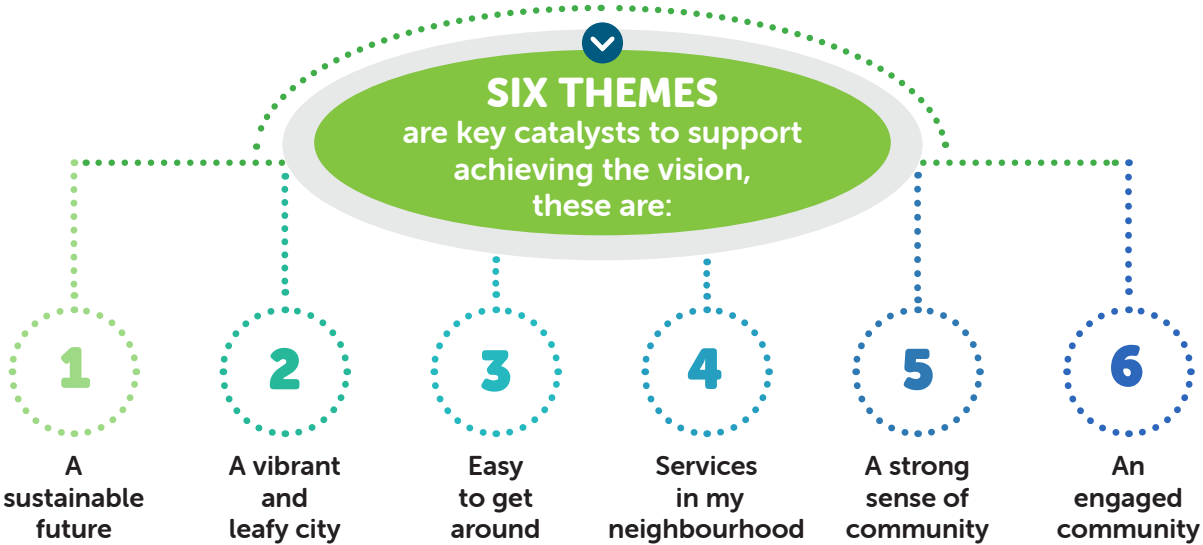 SIX THEMES
are key catalysts to support
achieving the vision,
these are:
1
A
sustainable
future
2
A vibrant
and
leafy city
3
Easy
to get
around
4
Services
in my
neighbourhood
5
A strong
sense of
community
6
An
engaged
community